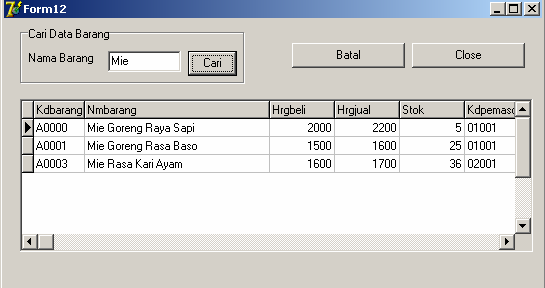 Form12
Cari Data Barang
Nama Barang Mie Cari Batal Close
Kdbarang Nmbarang Hrgbeli Hrgjual Stok Kdpemaso
A0000 Mie Goreng Raya Sapi 2000 2200 5 01001
A0001 Mie Goreng Rasa Baso 1500 1600 25 01001
A0003 Mie Rasa Kari Ayam 1600 1700 36 02001